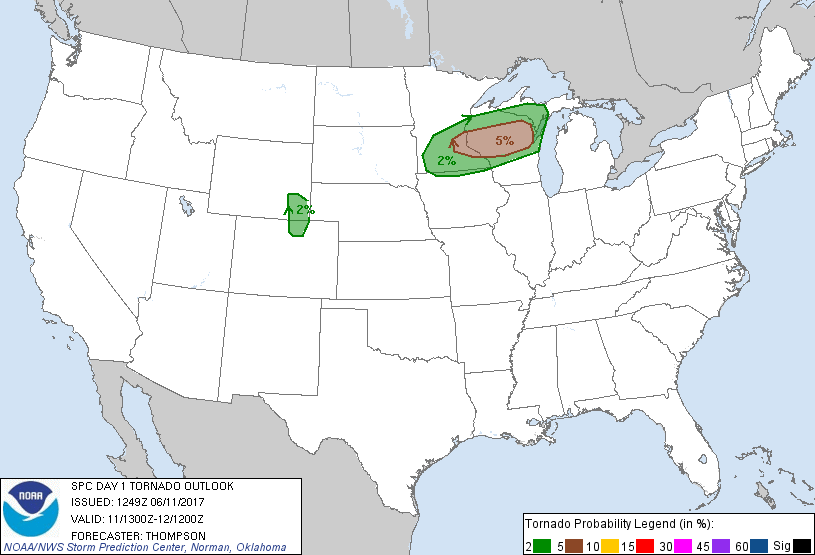 2%
5%
2%
NOAA
SPC DAY 1 TORNADO OUTLOOK
ISSUED: 1249Z 06/11/2017
VALID: 11/1300Z-12/1200Z
FORECASTER: THOMPSON
NOAA/NWS Storm Prediction Center, Norman, Oklahoma
Tornado Probability Legend (in %):
2 5 10 15 30 45 60 Sig